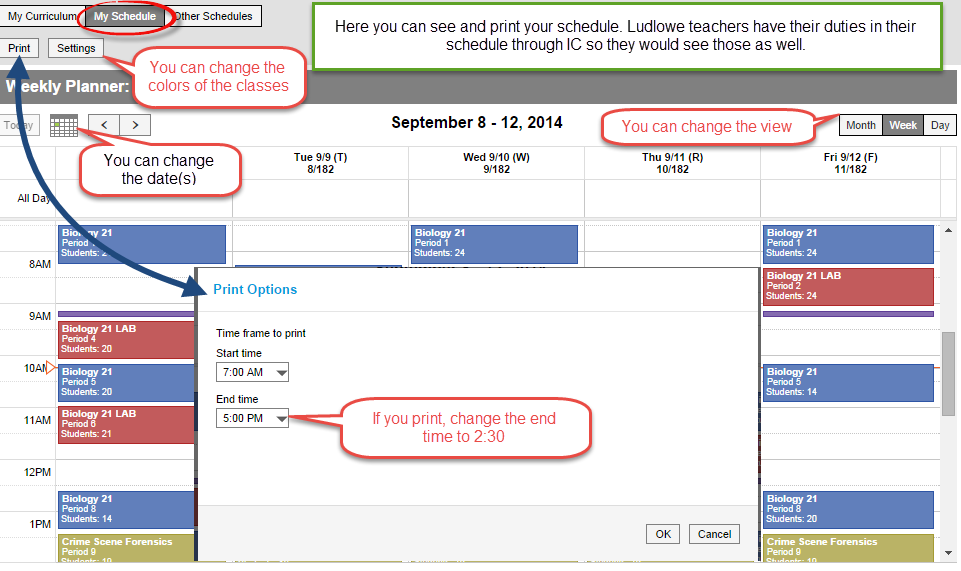 My Curriculum My Schedule Other Schedules
Here you can see and print your schedule. Ludlowe teachers have their duties in their
schedule through IC so they would see those as well.
Print Settings
You can change the
colors of the classes
Weekly Planner:
Today
September 8 - 12, 2014
You can change the view
Month Week Day
You can change
the date(s)
Tue 9/9 (T)
8/182
Wed 9/10 (W)
9/182
Thu 9/11 (R)
10/182
Fri 9/12 (F)
11/182
All Day
8AM
9AM
10AM
11AM
12PM
1PM
Biology 21
Period
Students: 2
Biology 21 LAB
Period 4
Students: 20
Biology 21
Period 5
Students: 20
Biology 21 LAB
Period 6
Students: 21
Biology 21
Period 8
Students: 14
Crime Scene Forensics
Period 9
Students: 19
Biology 21
Period 1
Students: 24
Print Options
Time frame to print
Start time
7:00 AM
End time
5:00 PM
If you print, change the end
time to 2:30
OK Cancel
Biology 21
Period 1
Students: 24
Biology 21 LAB
Period 2
Students: 24
Biology 21
Period 5
Students: 14
Biology 21
Period 8
Students: 20
Crime Scene Forensics
Period 9
Students: 19